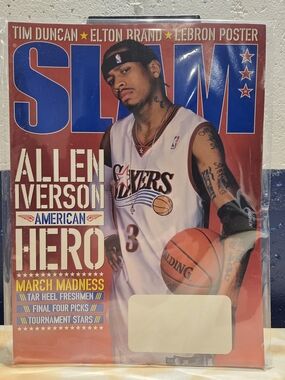 TIM DUNCAN ★ ELTON BRAND ★ LEBRON POSTER
SLAM
ALLEN
IVERSON
AMERICAN
HERO
MARCH MADNESS
TAR HEEL FRESHMEN //
FINAL FOUR PICKS
TOURNAMENT STARS //
SIXERS
3
SPALDING